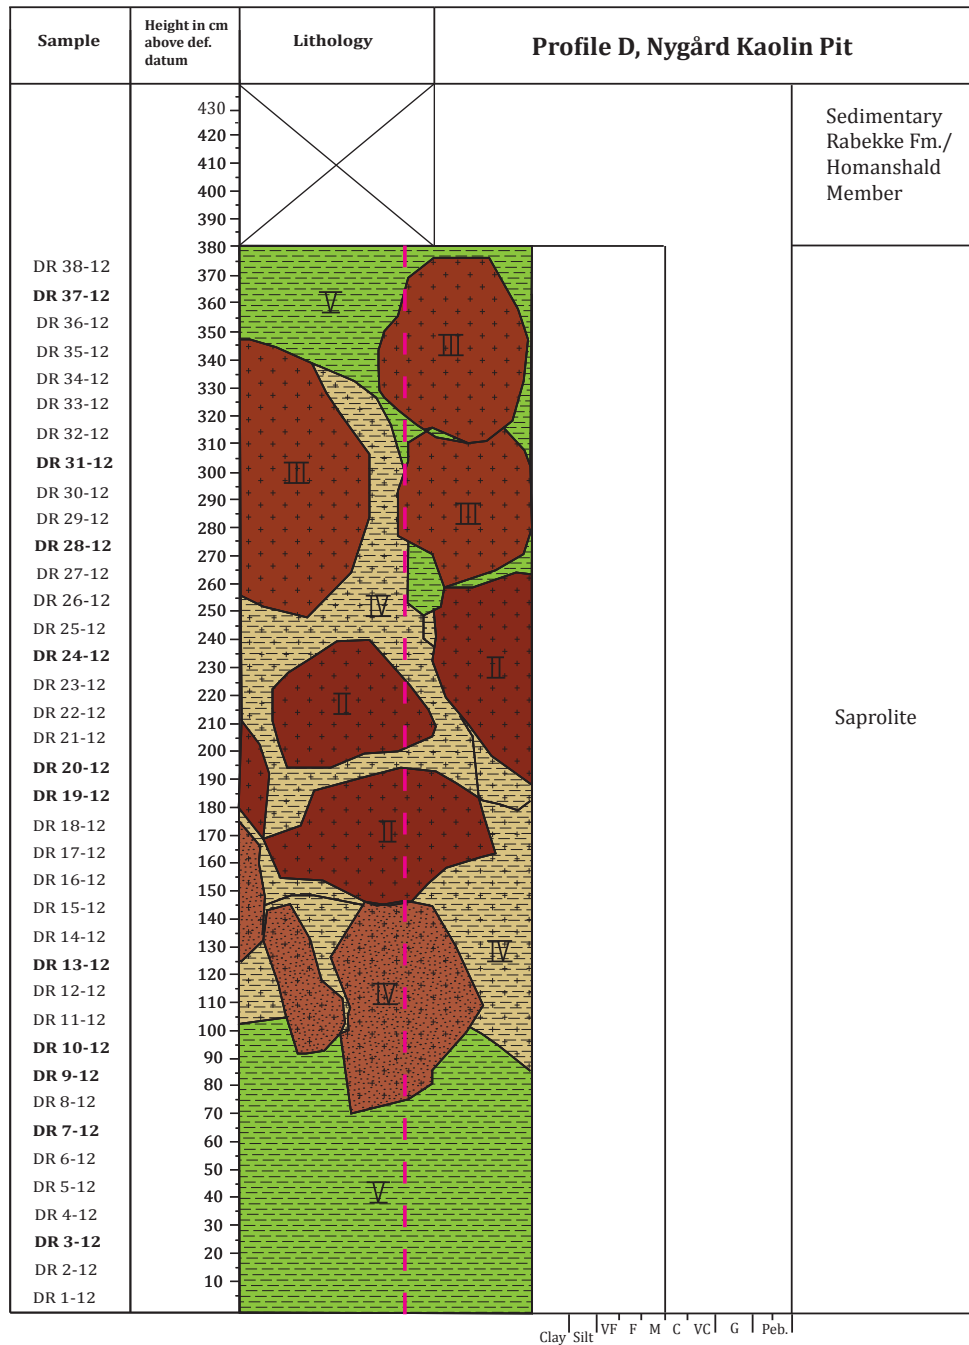 Sample
Height in cm
above def.
datum
Lithology
Profile D, Nygård Kaolin Pit
Sedimentary
Rabekke Fm./
Homanshald
Member
430
420
410
400
390
380
DR 38-12
370
DR 37-12
360
V
DR 36-12
350
DR 35-12
III
340
DR 34-12
330
DR 33-12
320
DR 32-12
310
DR 31-12
300
III
DR 30-12
290
DR 29-12
III
280
DR 28-12
270
DR 27-12
260
DR 26-12
IV
250
DR 25-12
240
DR 24-12
230
II
DR 23-12
220
II
DR 22-12
210
Saprolite
DR 21-12
200
DR 20-12
190
DR 19-12
180
DR 18-12
170
II
DR 17-12
160
DR 16-12
150
DR 15-12
140
DR 14-12
130
IV
DR 13-12
120
DR 12-12
IV
110
DR 11-12
100
DR 10-12
90
DR 9-12
80
DR 8-12
70
DR 7-12
60
DR 6-12
50
DR 5-12
V
40
DR 4-12
30
DR 3-12
20
DR 2-12
10
DR 1-12
Clay Silt VF F M C VC G Peb.